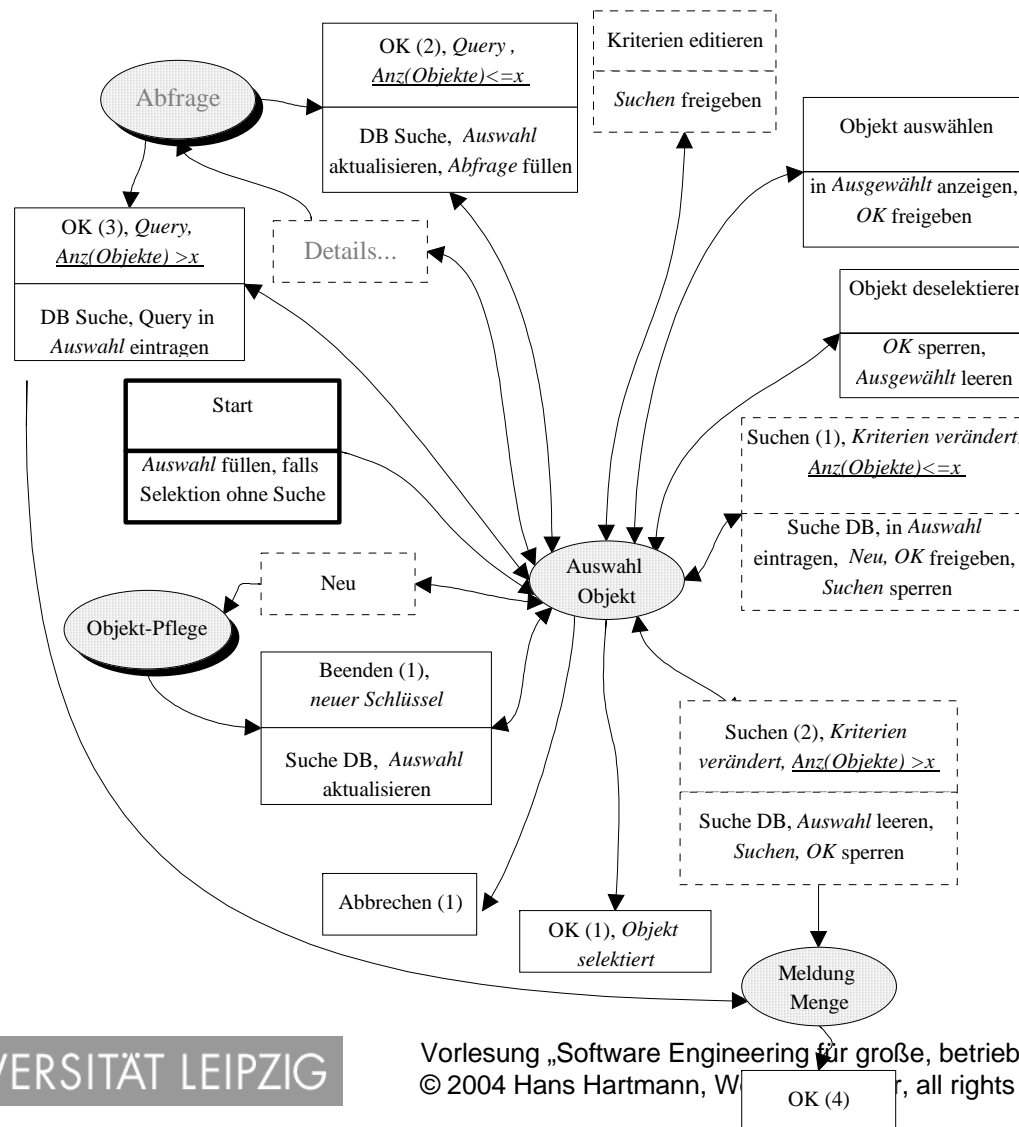 OK (2), Query ,
Anz(Objekte)<=x
DB Suche, Auswahl
aktualisieren, Abfrage füllen
Kriterien editieren
Suchen freigeben
Abfrage
Objekt auswählen
in Ausgewählt anzeigen,
OK freigeben
OK (3), Query,
Anz(Objekte) >x
DB Suche, Query in
Auswahl eintragen
Details...
Objekt deselektieren
OK sperren,
Ausgewählt leeren
Start
Auswahl füllen, falls
Selektion ohne Suche
Suchen (1), Kriterien verändert,
Anz(Objekte)<=x
Suche DB, in Auswahl
eintragen, Neu, OK freigeben,
Suchen sperren
Auswahl
Objekt
Neu
Objekt-Pflege
Beenden (1),
neuer Schlüssel
Suche DB, Auswahl
aktualisieren
Suchen (2), Kriterien
verändert, Anz(Objekte) >x
Suche DB, Auswahl leeren,
Suchen, OK sperren
Abbrechen (1)
OK (1), Objekt
selektiert
Meldung
Menge
VERSITÄT LEIPZIG
Vorlesung „Software Engineering für große, betrieb
© 2004 Hans Hartmann, all rights
OK (4)